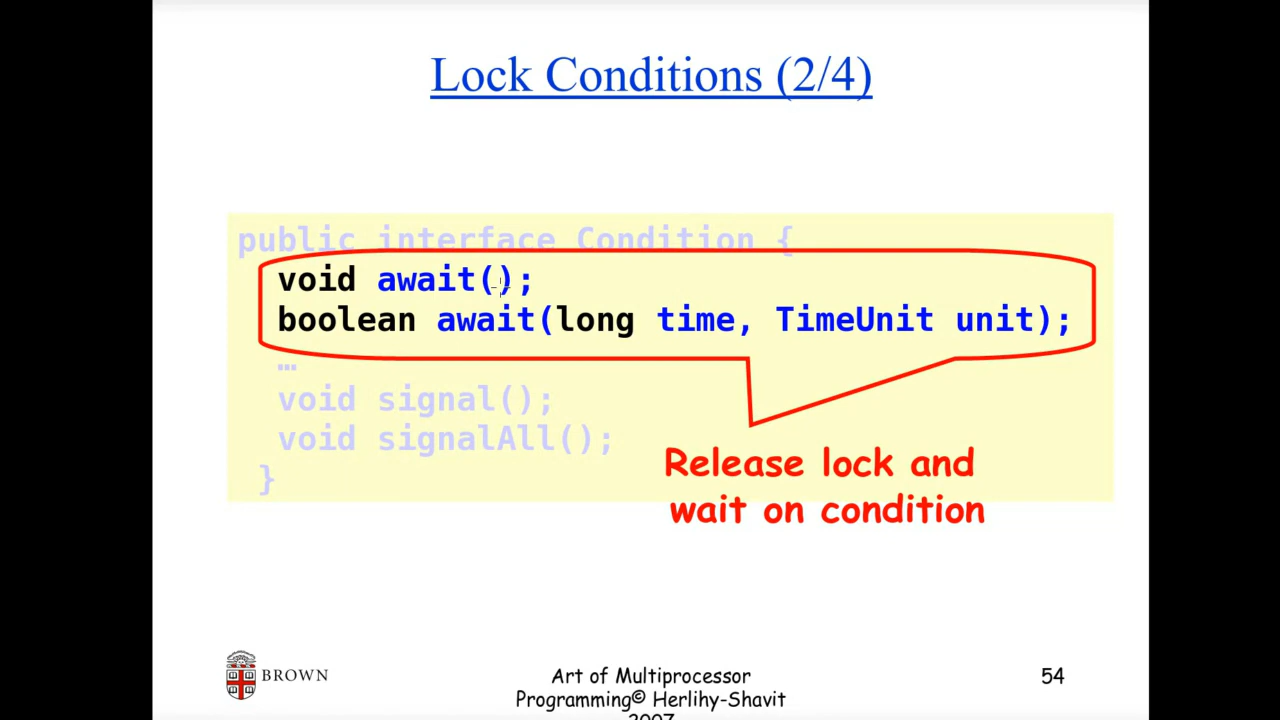 Lock Conditions (2/4)
public interface Condition {
void await();
boolean await(long time, TimeUnit unit);
…
void signal();
void signalAll();
}
Release lock and
wait on condition
BROWN
Art of Multiprocessor
Programming© Herlihy-Shavit
2007
54